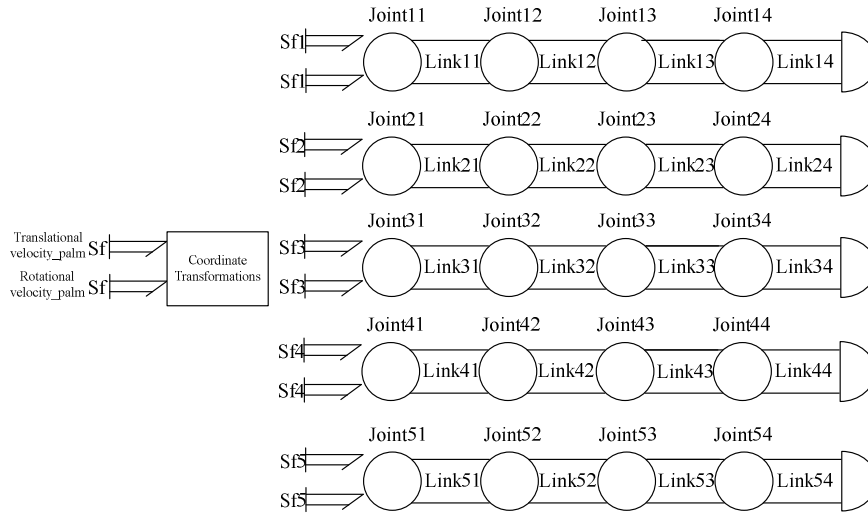 Joint11 Joint12 Joint13 Joint14
Sf1
Link11 Link12 Link13 Link14
Sf1
Joint21 Joint22 Joint23 Joint24
Sf2
Link21 Link22 Link23 Link24
Sf2
Joint31 Joint32 Joint33 Joint34
Translational
velocity_palm Sf
Rotational
velocity_palm Sf
Coordinate
Transformations
Sf3
Link31 Link32 Link33 Link34
Sf3
Joint41 Joint42 Joint43 Joint44
Sf4
Link41 Link42 Link43 Link44
Sf4
Joint51 Joint52 Joint53 Joint54
Sf5
Link51 Link52 Link53 Link54
Sf5